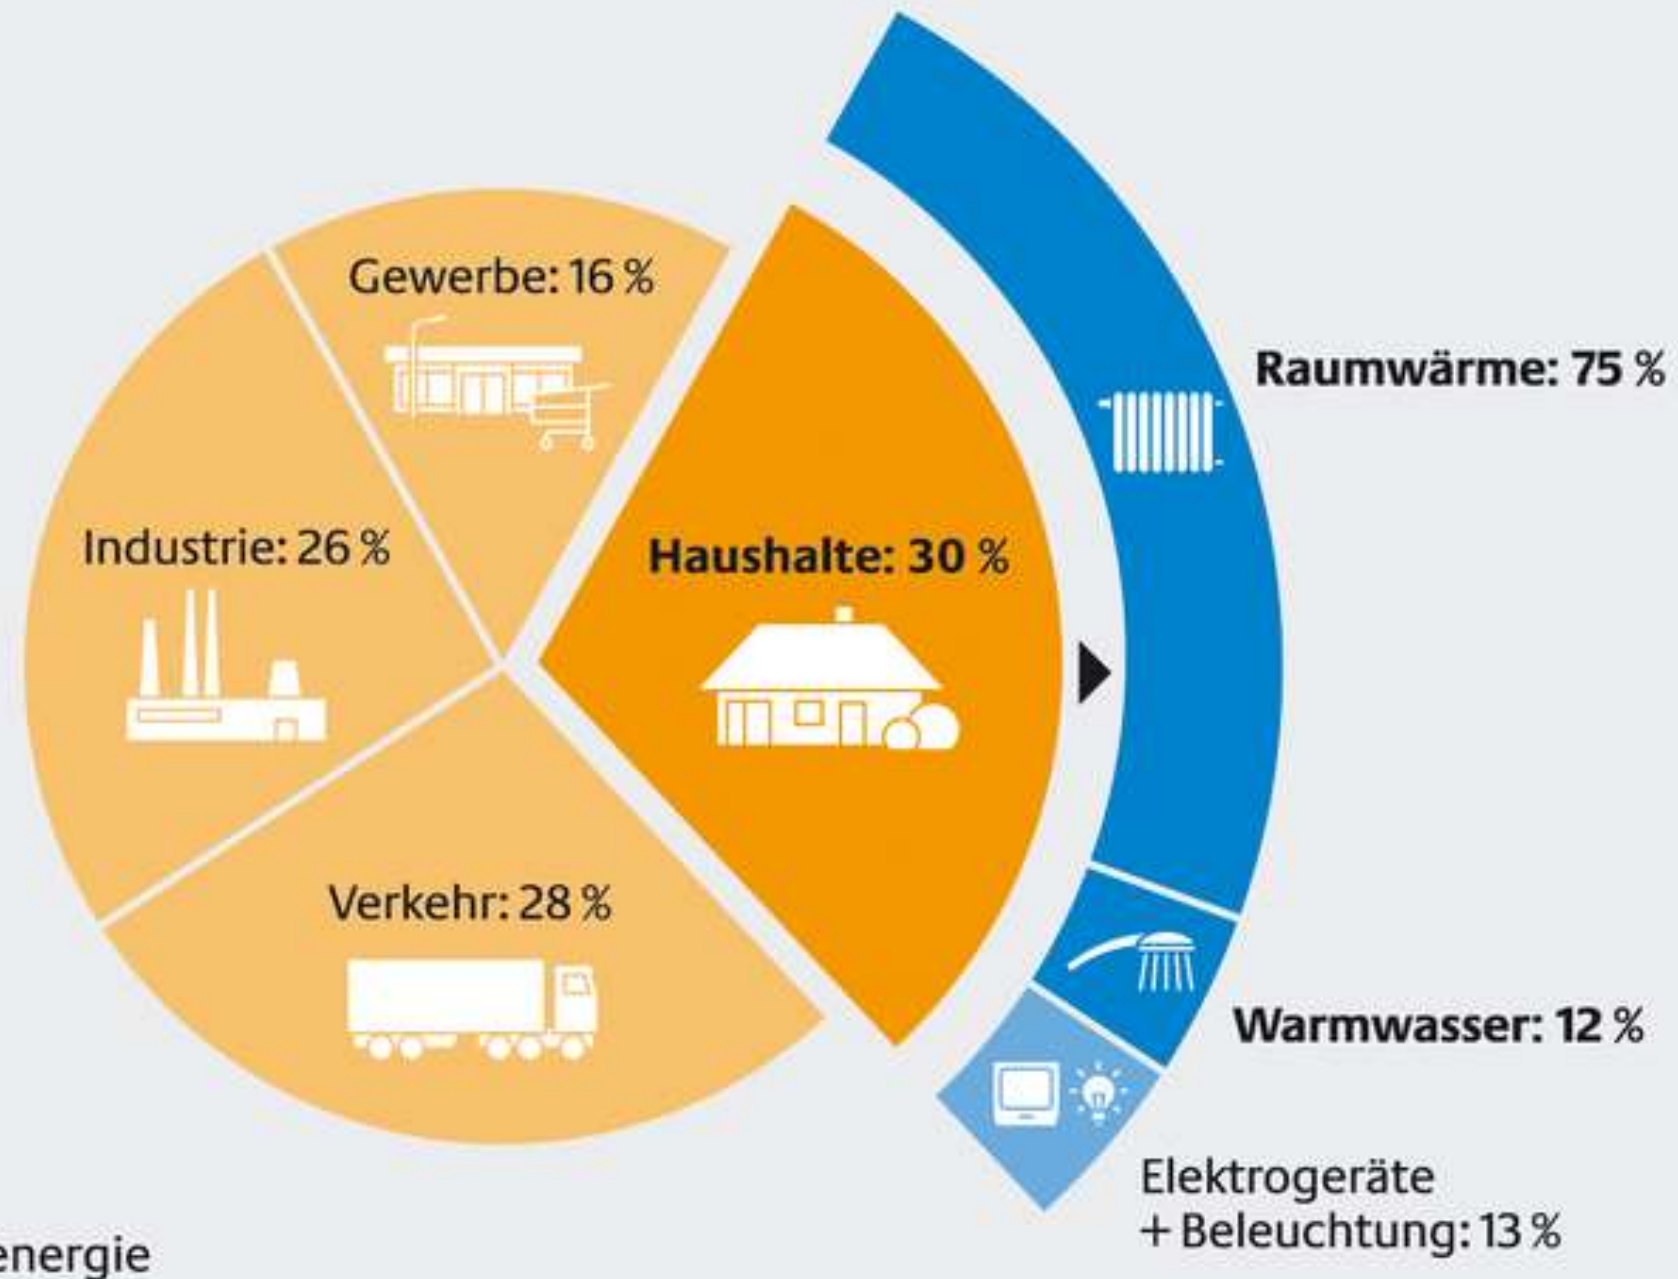 Gewerbe: 16 %
Industrie: 26 %
Haushalte: 30 %
Verkehr: 28 %
Raumwärme: 75 %
Warmwasser: 12 %
Elektrogeräte
+ Beleuchtung: 13 %
energie